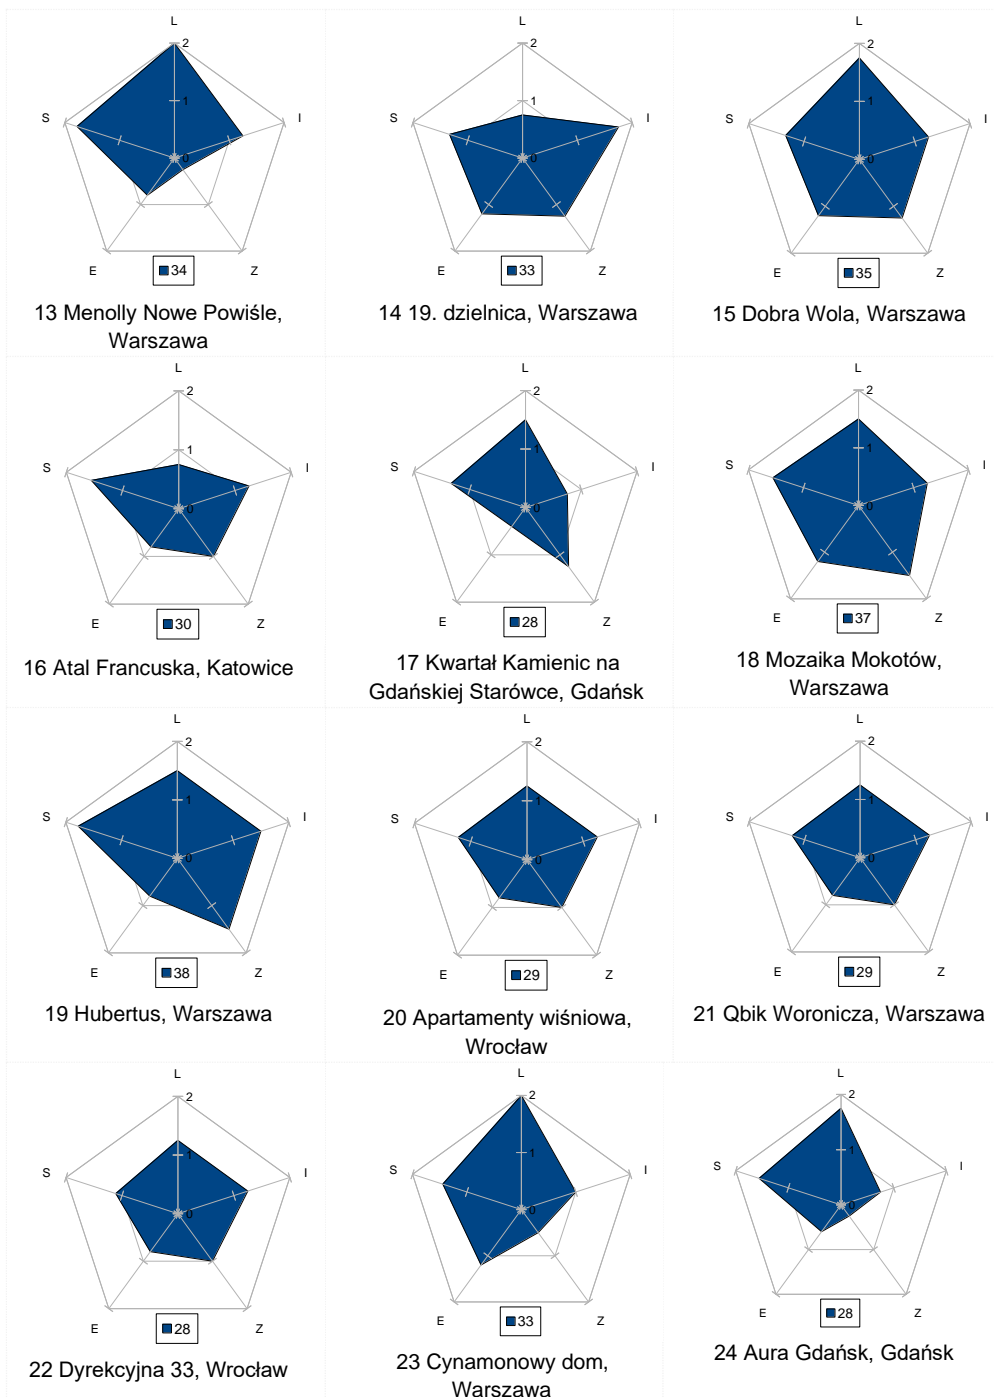 L
2
S
1
I
0
E
Z
34
13 Menolly Nowe Powiśle,
Warszawa
L
2
S
1
I
0
E
Z
33
14 19. dzielnica, Warszawa
L
2
S
1
I
0
E
Z
35
15 Dobra Wola, Warszawa
L
2
S
1
I
0
E
Z
30
16 Atal Francuska, Katowice
L
2
S
1
I
0
E
Z
28
17 Kwartał Kamienic na
Gdańskiej Starówce, Gdańsk
L
2
S
1
I
0
E
Z
37
18 Mozaika Mokotów,
Warszawa
L
2
S
1
I
0
E
Z
38
19 Hubertus, Warszawa
L
2
S
1
I
0
E
Z
29
20 Apartamenty wiśniowa,
Wrocław
L
2
S
1
I
0
E
Z
29
21 Qbik Woronicza, Warszawa
L
2
S
1
I
0
E
Z
28
22 Dyrekcyjna 33, Wrocław
L
2
S
1
I
0
E
Z
33
23 Cynamonowy dom,
Warszawa
L
2
S
1
I
0
E
Z
28
24 Aura Gdańsk, Gdańsk